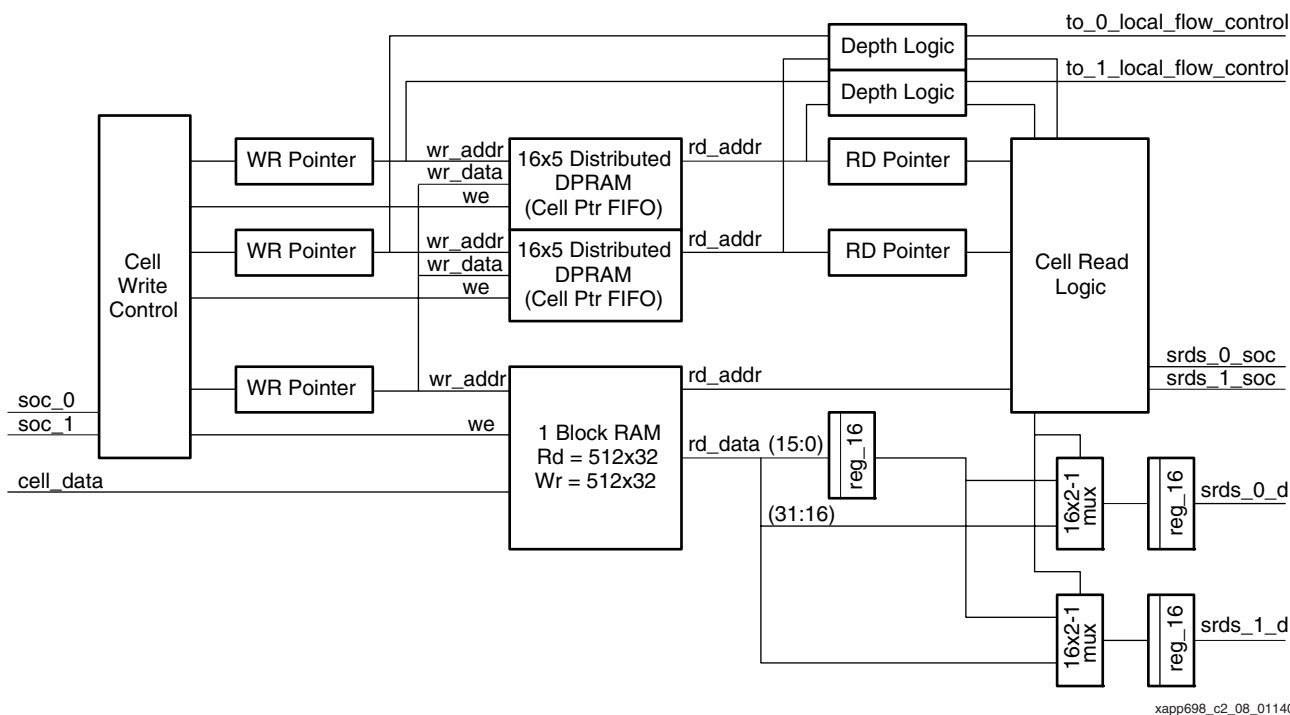 to_0_local_flow_control
Depth Logic
to_1_local_flow_control
Depth Logic
WR Pointer
wr_addr
wr_data
we
16x5 Distributed
DPRAM
(Cell Ptr FIFO)
rd_addr
RD Pointer
Cell
Write
Control
WR Pointer
wr_addr
wr_data
we
16x5 Distributed
DPRAM
(Cell Ptr FIFO)
rd_addr
RD Pointer
Cell Read
Logic
srds_0_soc
srds_1_soc
WR Pointer
wr_addr
rd_addr
soc_0
soc_1
we
1 Block RAM
Rd = 512x32
Wr = 512x32
rd_data (15:0)
reg_16
cell_data
(31:16)
16x2-1
mux
reg_16
srds_0_d
16x2-1
mux
reg_16
srds_1_d
xapp698_c2_08_01140